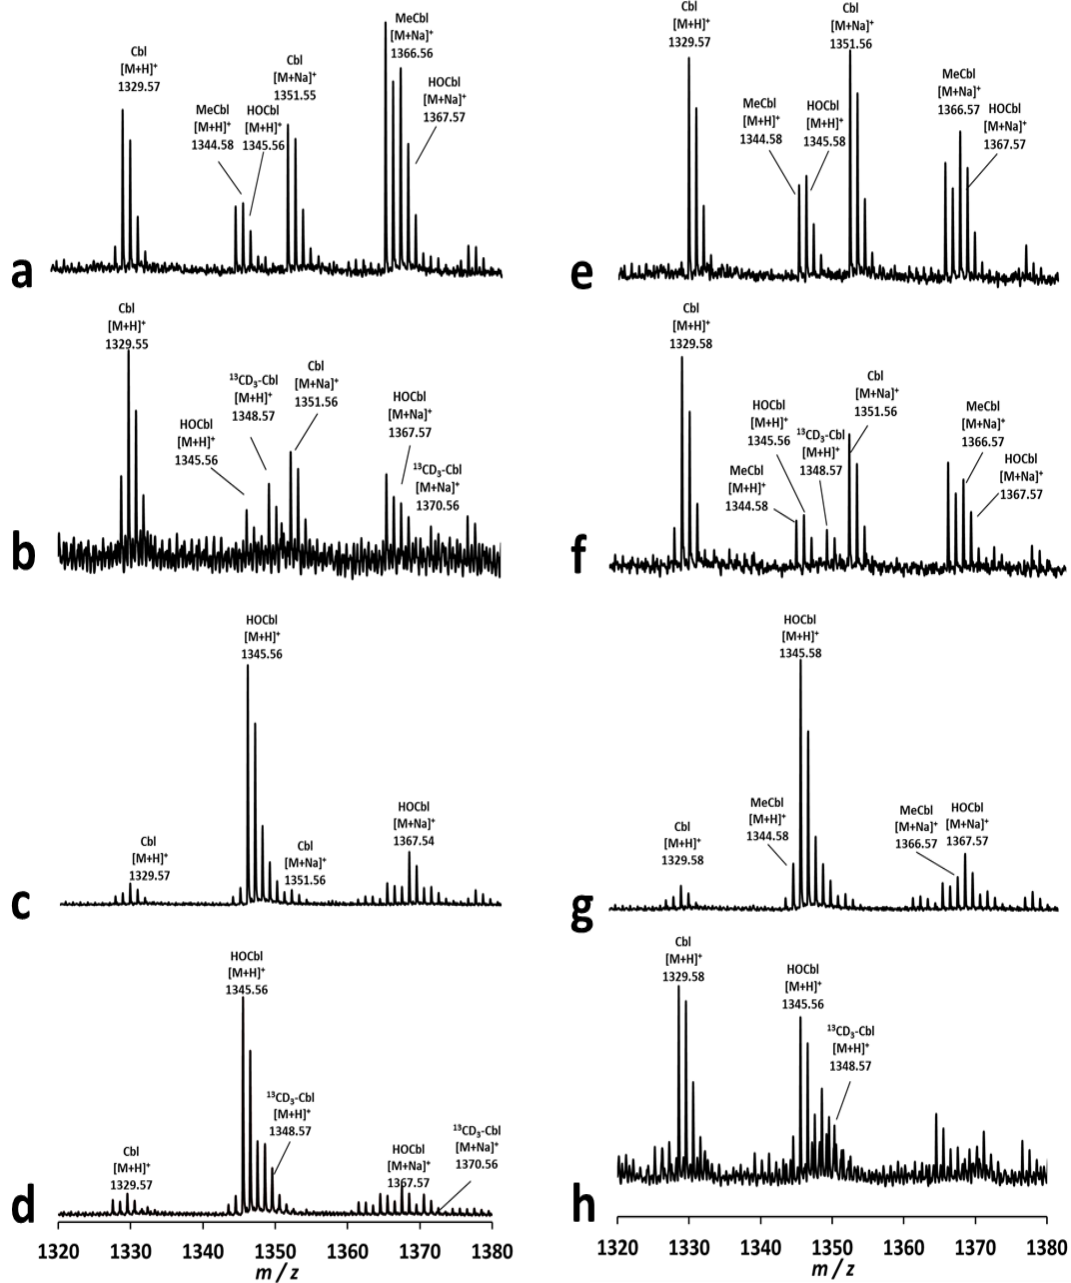 Cbl
[M+H]⁺
1329.57
MeCbl
[M+H]⁺
1344.58
HOCbl
[M+H]⁺
1345.56
Cbl
[M+Na]⁺
1351.55
MeCbl
[M+Na]⁺
1366.56
HOCbl
[M+Na]⁺
1367.57
a
Cbl
[M+H]⁺
1329.57
MeCbl
[M+H]⁺
1344.58
HOCbl
[M+H]⁺
1345.58
Cbl
[M+Na]⁺
1351.56
MeCbl
[M+Na]⁺
1366.57
HOCbl
[M+Na]⁺
1367.57
e
Cbl
[M+H]⁺
1329.55
HOCbl
[M+H]⁺
1345.56
¹³CD₃-Cbl
[M+H]⁺
1348.57
Cbl
[M+Na]⁺
1351.56
HOCbl
[M+Na]⁺
1367.57
¹³CD₃-Cbl
[M+Na]⁺
1370.56
b
Cbl
[M+H]⁺
1329.58
MeCbl
[M+H]⁺
1344.58
HOCbl
[M+H]⁺
1345.56
¹³CD₃-Cbl
[M+H]⁺
1348.57
Cbl
[M+Na]⁺
1351.56
MeCbl
[M+Na]⁺
1366.57
HOCbl
[M+Na]⁺
1367.57
f
Cbl
[M+H]⁺
1329.57
HOCbl
[M+H]⁺
1345.56
Cbl
[M+Na]⁺
1351.56
HOCbl
[M+Na]⁺
1367.54
c
Cbl
[M+H]⁺
1329.58
MeCbl
[M+H]⁺
1344.58
HOCbl
[M+H]⁺
1345.58
MeCbl
[M+Na]⁺
1366.57
HOCbl
[M+Na]⁺
1367.57
g
Cbl
[M+H]⁺
1329.57
HOCbl
[M+H]⁺
1345.56
¹³CD₃-Cbl
[M+H]⁺
1348.57
HOCbl
[M+Na]⁺
1367.57
¹³CD₃-Cbl
[M+Na]⁺
1370.56
d
1320 1330 1340 1350 1360 1370 1380
m / z
Cbl
[M+H]⁺
1329.58
HOCbl
[M+H]⁺
1345.56
¹³CD₃-Cbl
[M+H]⁺
1348.57
h
1320 1330 1340 1350 1360 1370 1380
m / z